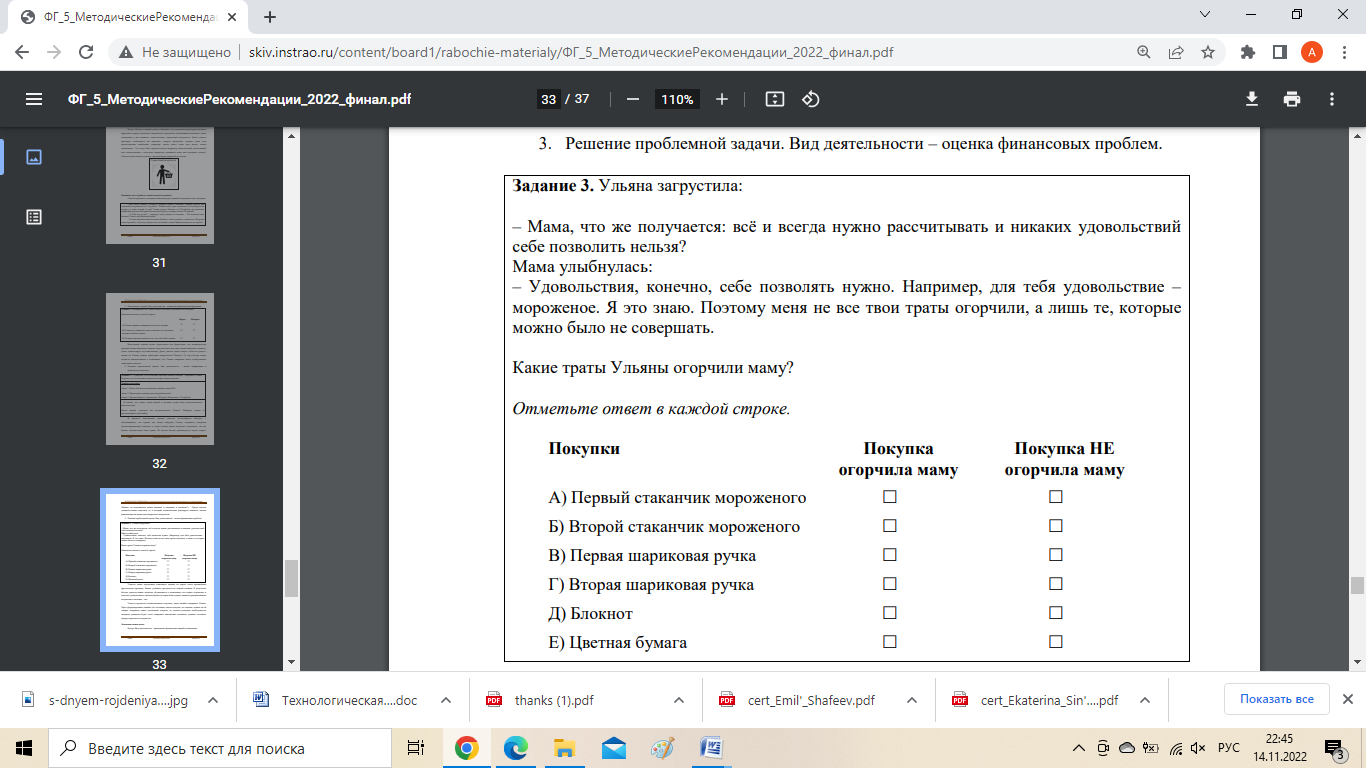 ФГ_5_МетодическиеРекоменда
Не защищено
skiv.instrao.ru/content/board1/rabochie-materialy/ФГ_5_МетодическиеРекомендации_2022_финал.pdf
А
ФГ_5_МетодическиеРекомендации_2022_финал.pdf
33 / 37
110%
31
32
33
3. Решение проблемной задачи. Вид деятельности – оценка финансовых проблем.
Задание 3. Ульяна загрустила:
– Мама, что же получается: всё и всегда нужно рассчитывать и никаких удовольствий
себе позволить нельзя?
Мама улыбнулась:
– Удовольствия, конечно, себе позволять нужно. Например, для тебя удовольствие –
мороженое. Я это знаю. Поэтому меня не все твои траты огорчили, а лишь те, которые
можно было не совершать.
Какие траты Ульяны огорчили маму?
Отметьте ответ в каждой строке.
Покупки Покупка Покупка НЕ
огорчила маму огорчила маму
А) Первый стаканчик мороженого
Б) Второй стаканчик мороженого
В) Первая шариковая ручка
Г) Вторая шариковая ручка
Д) Блокнот
Е) Цветная бумага
s-dnyem-rojdeniya....jpg
Технологическая....doc
thanks (1).pdf
cert_Emil'_Shafeev.pdf
cert_Ekaterina_Sin'....pdf
Показать все
Введите здесь текст для поиска
РУС
22:45
14.11.2022
3